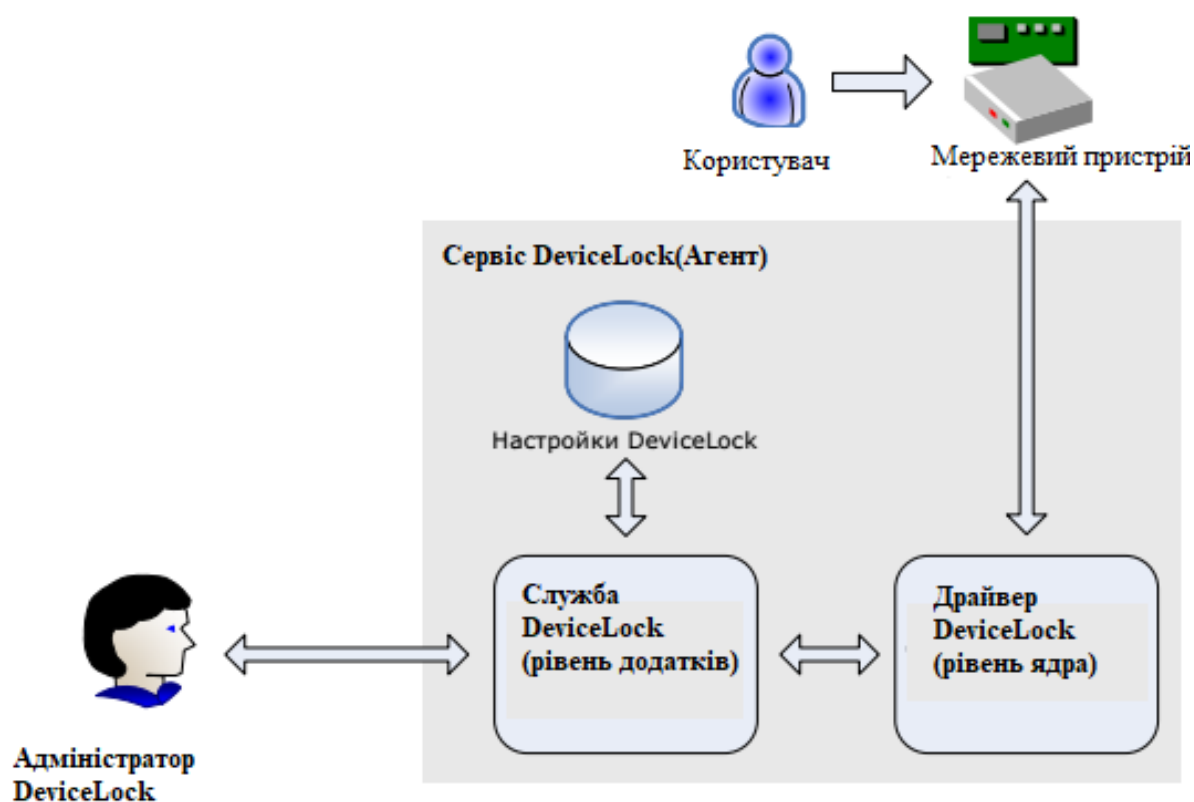 Користувач
Мережевий пристрій
Сервіс DeviceLock(Агент)
Настройки DeviceLock
Служба
DeviceLock
(рівень додатків)
Драйвер
DeviceLock
(рівень ядра)
Адміністратор
DeviceLock